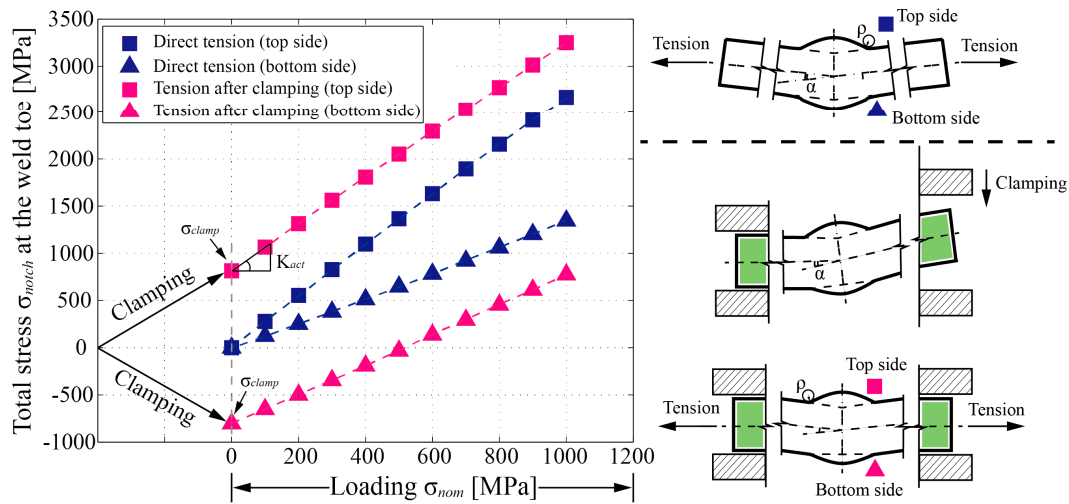 Total stress σnotch at the weld toe [MPa]
3500
3000
2500
2000
1500
1000
500
0
-500
-1000
Direct tension (top side)
Direct tension (bottom side)
Tension after clamping (top side)
Tension after clamping (bottom side)
σclamp
Kact
Clamping
Clamping
σclamp
0 200 400 600 800 1000 1200
Loading σnom [MPa]
Top side
ρ
Tension
Tension
α
Bottom side
Clamping
α
Top side
ρ
Tension
Tension
α
Bottom side